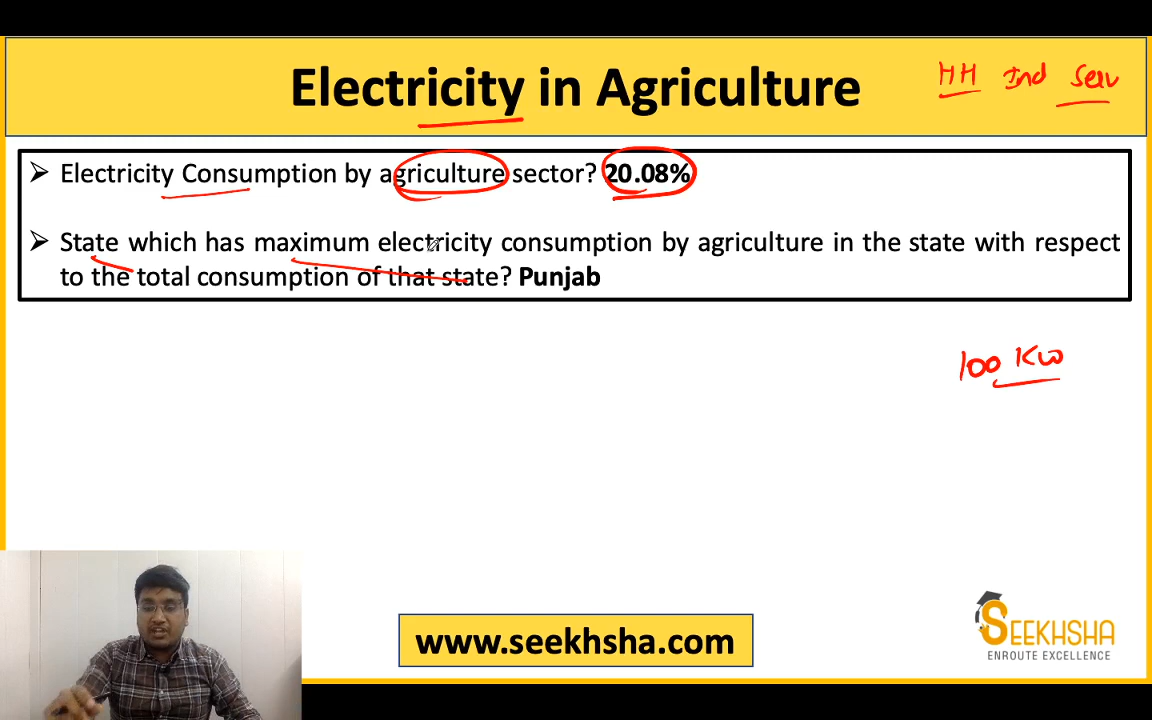 Electricity in Agriculture
HH Ind Serv
➢ Electricity Consumption by agriculture sector? 20.08%
➢ State which has maximum electricity consumption by agriculture in the state with respect
to the total consumption of that state? Punjab
100 KW
www.seekhsha.com
SEEKHSHA
ENROUTE EXCELLENCE